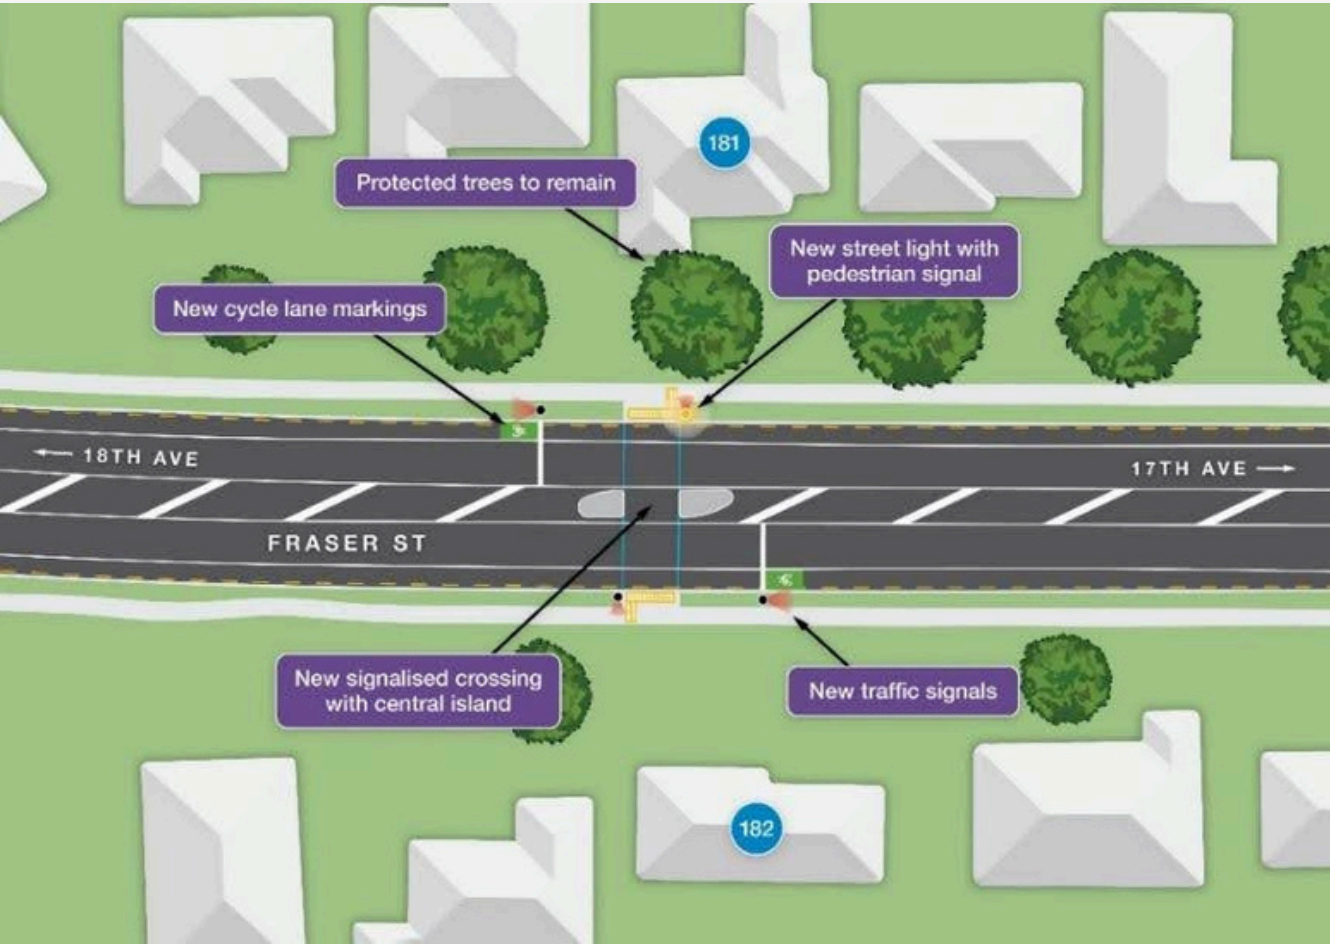 181
Protected trees to remain
New street light with
pedestrian signal
New cycle lane markings
18TH AVE
17TH AVE
FRASER ST
New signalised crossing
with central island
New traffic signals
182